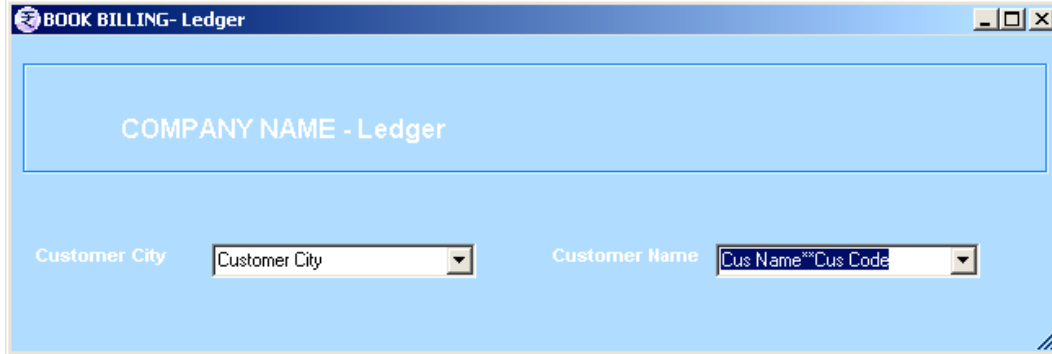 BOOK BILLING- Ledger
COMPANY NAME - Ledger
Customer City Customer City Customer Name Cus Name**Cus Code